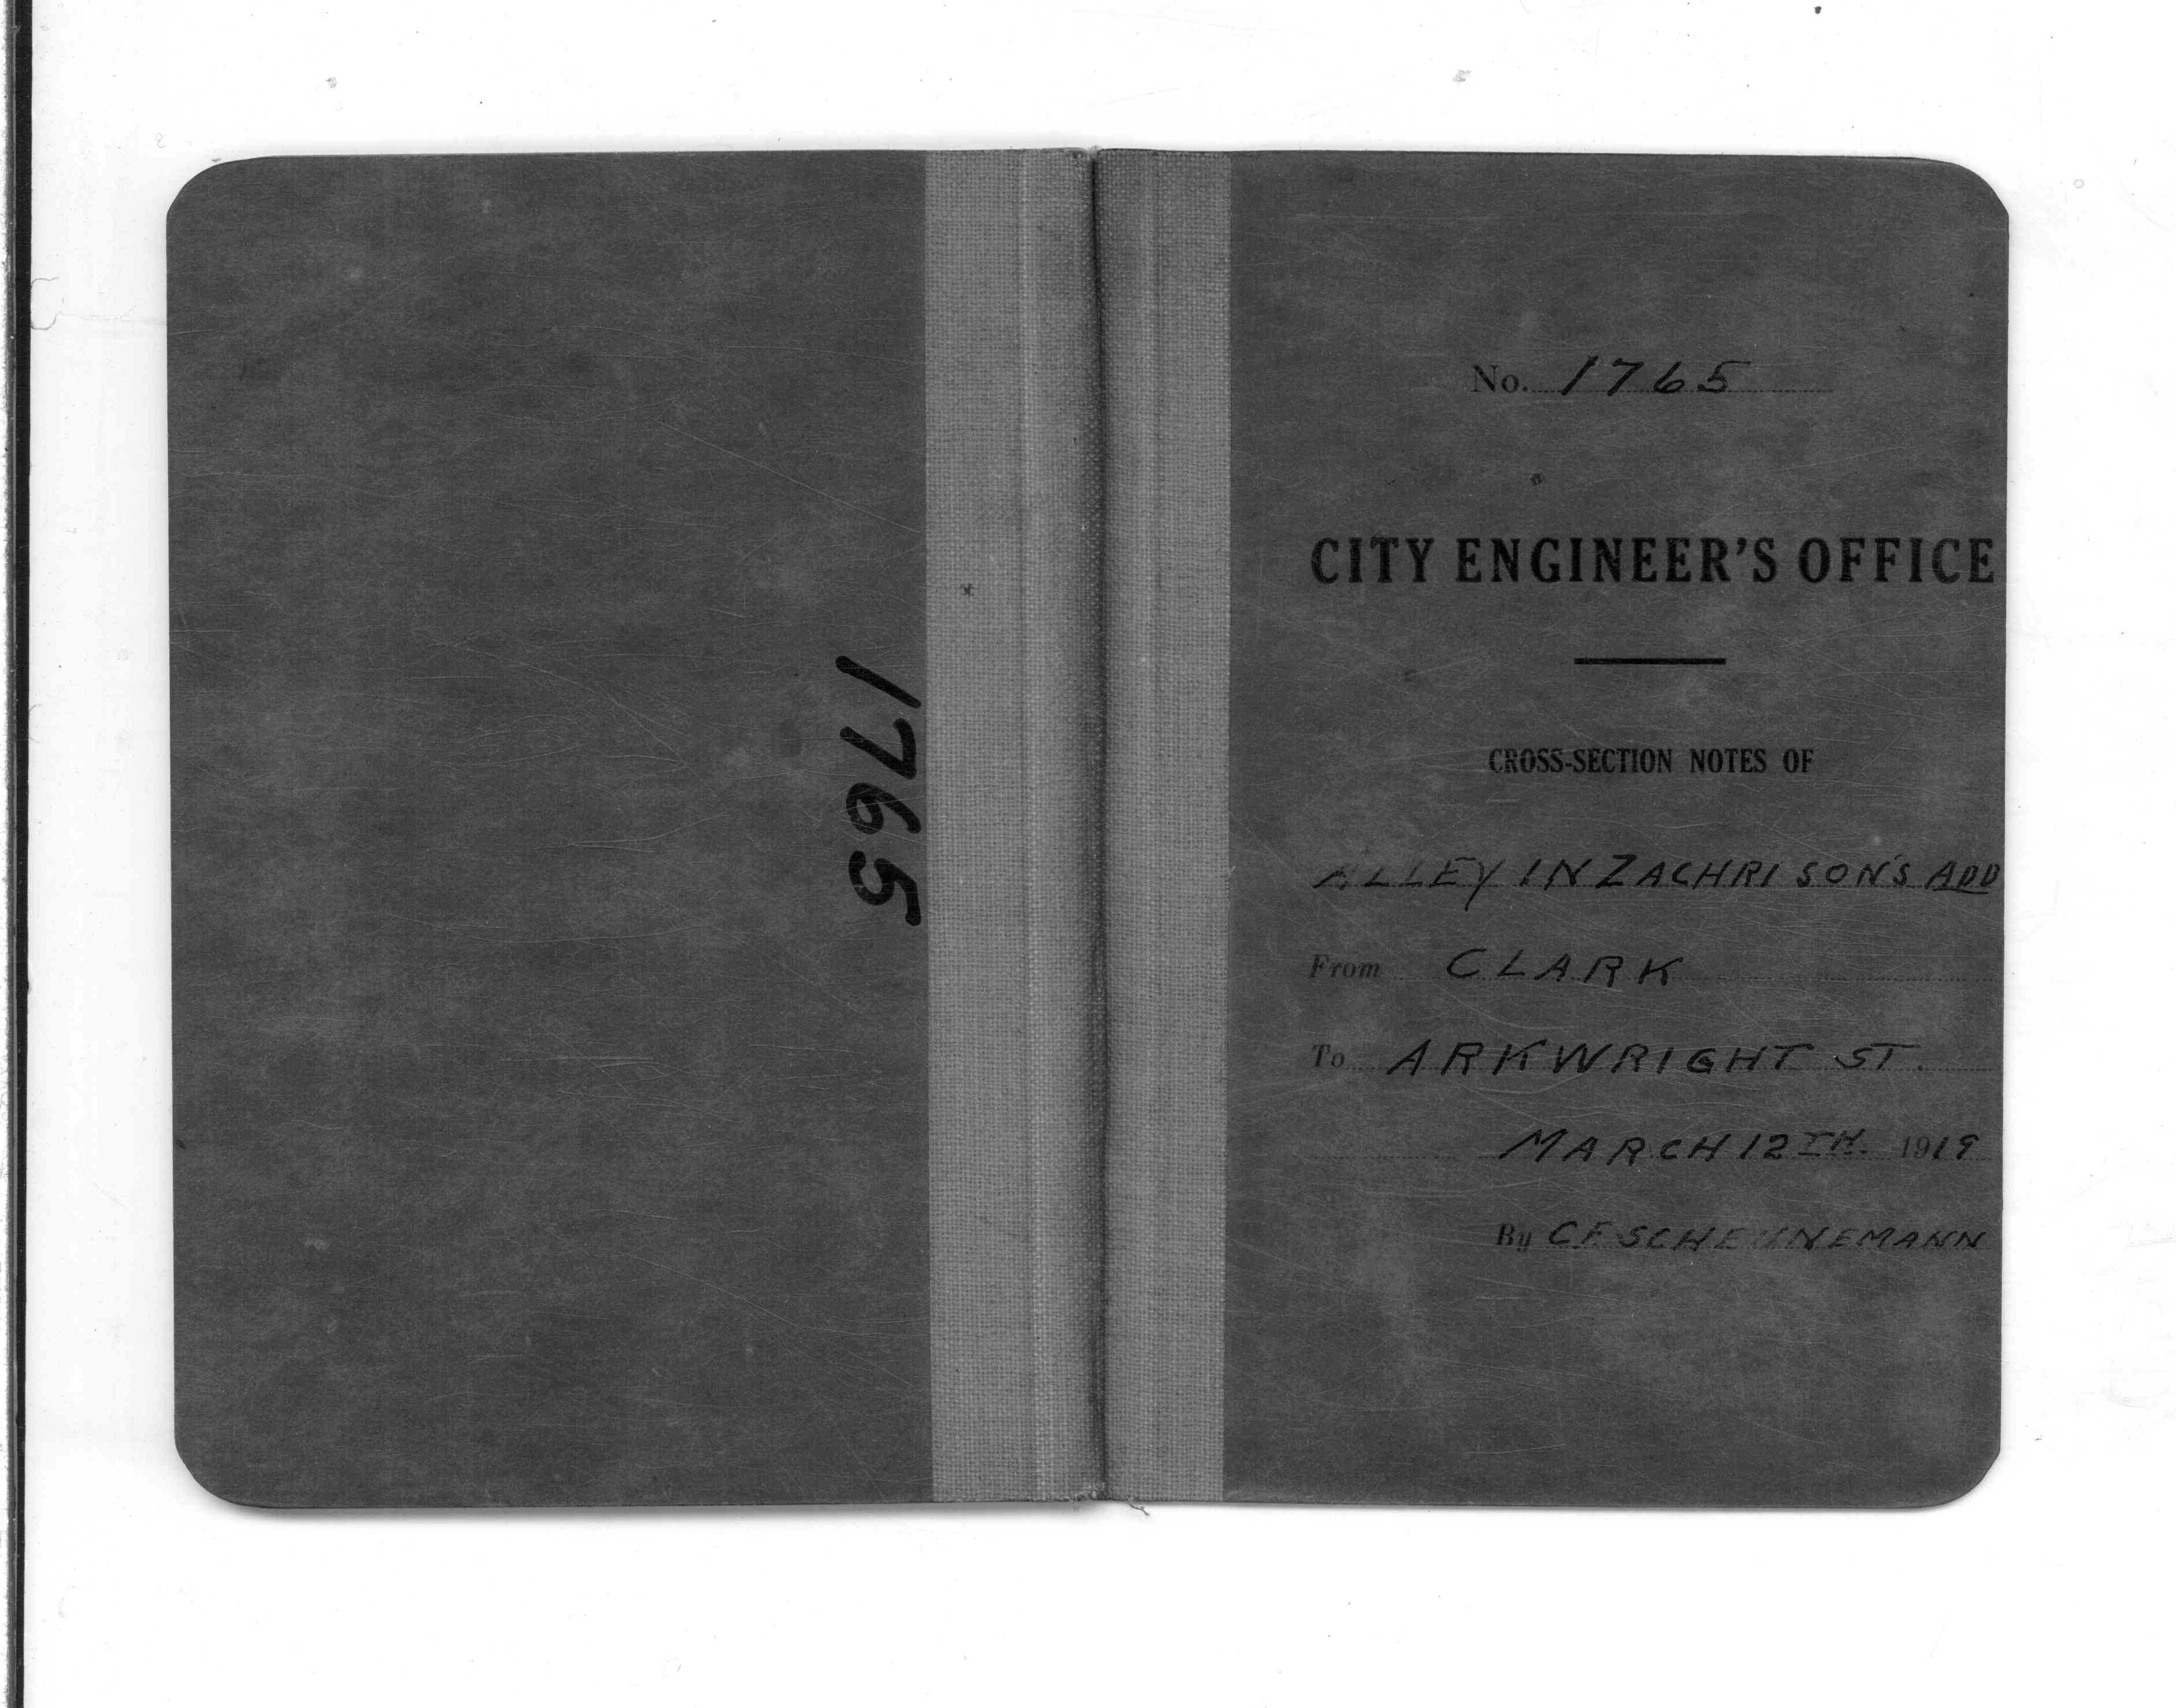 1765
No. 1765
CITY ENGINEER'S OFFICE
CROSS-SECTION NOTES OF
ALLEY IN ZACHRISON'S ADD
From CLARK
To ARKWRIGHT ST.
MARCH 12TH. 1919
By C.F. SCHEUNEMANN